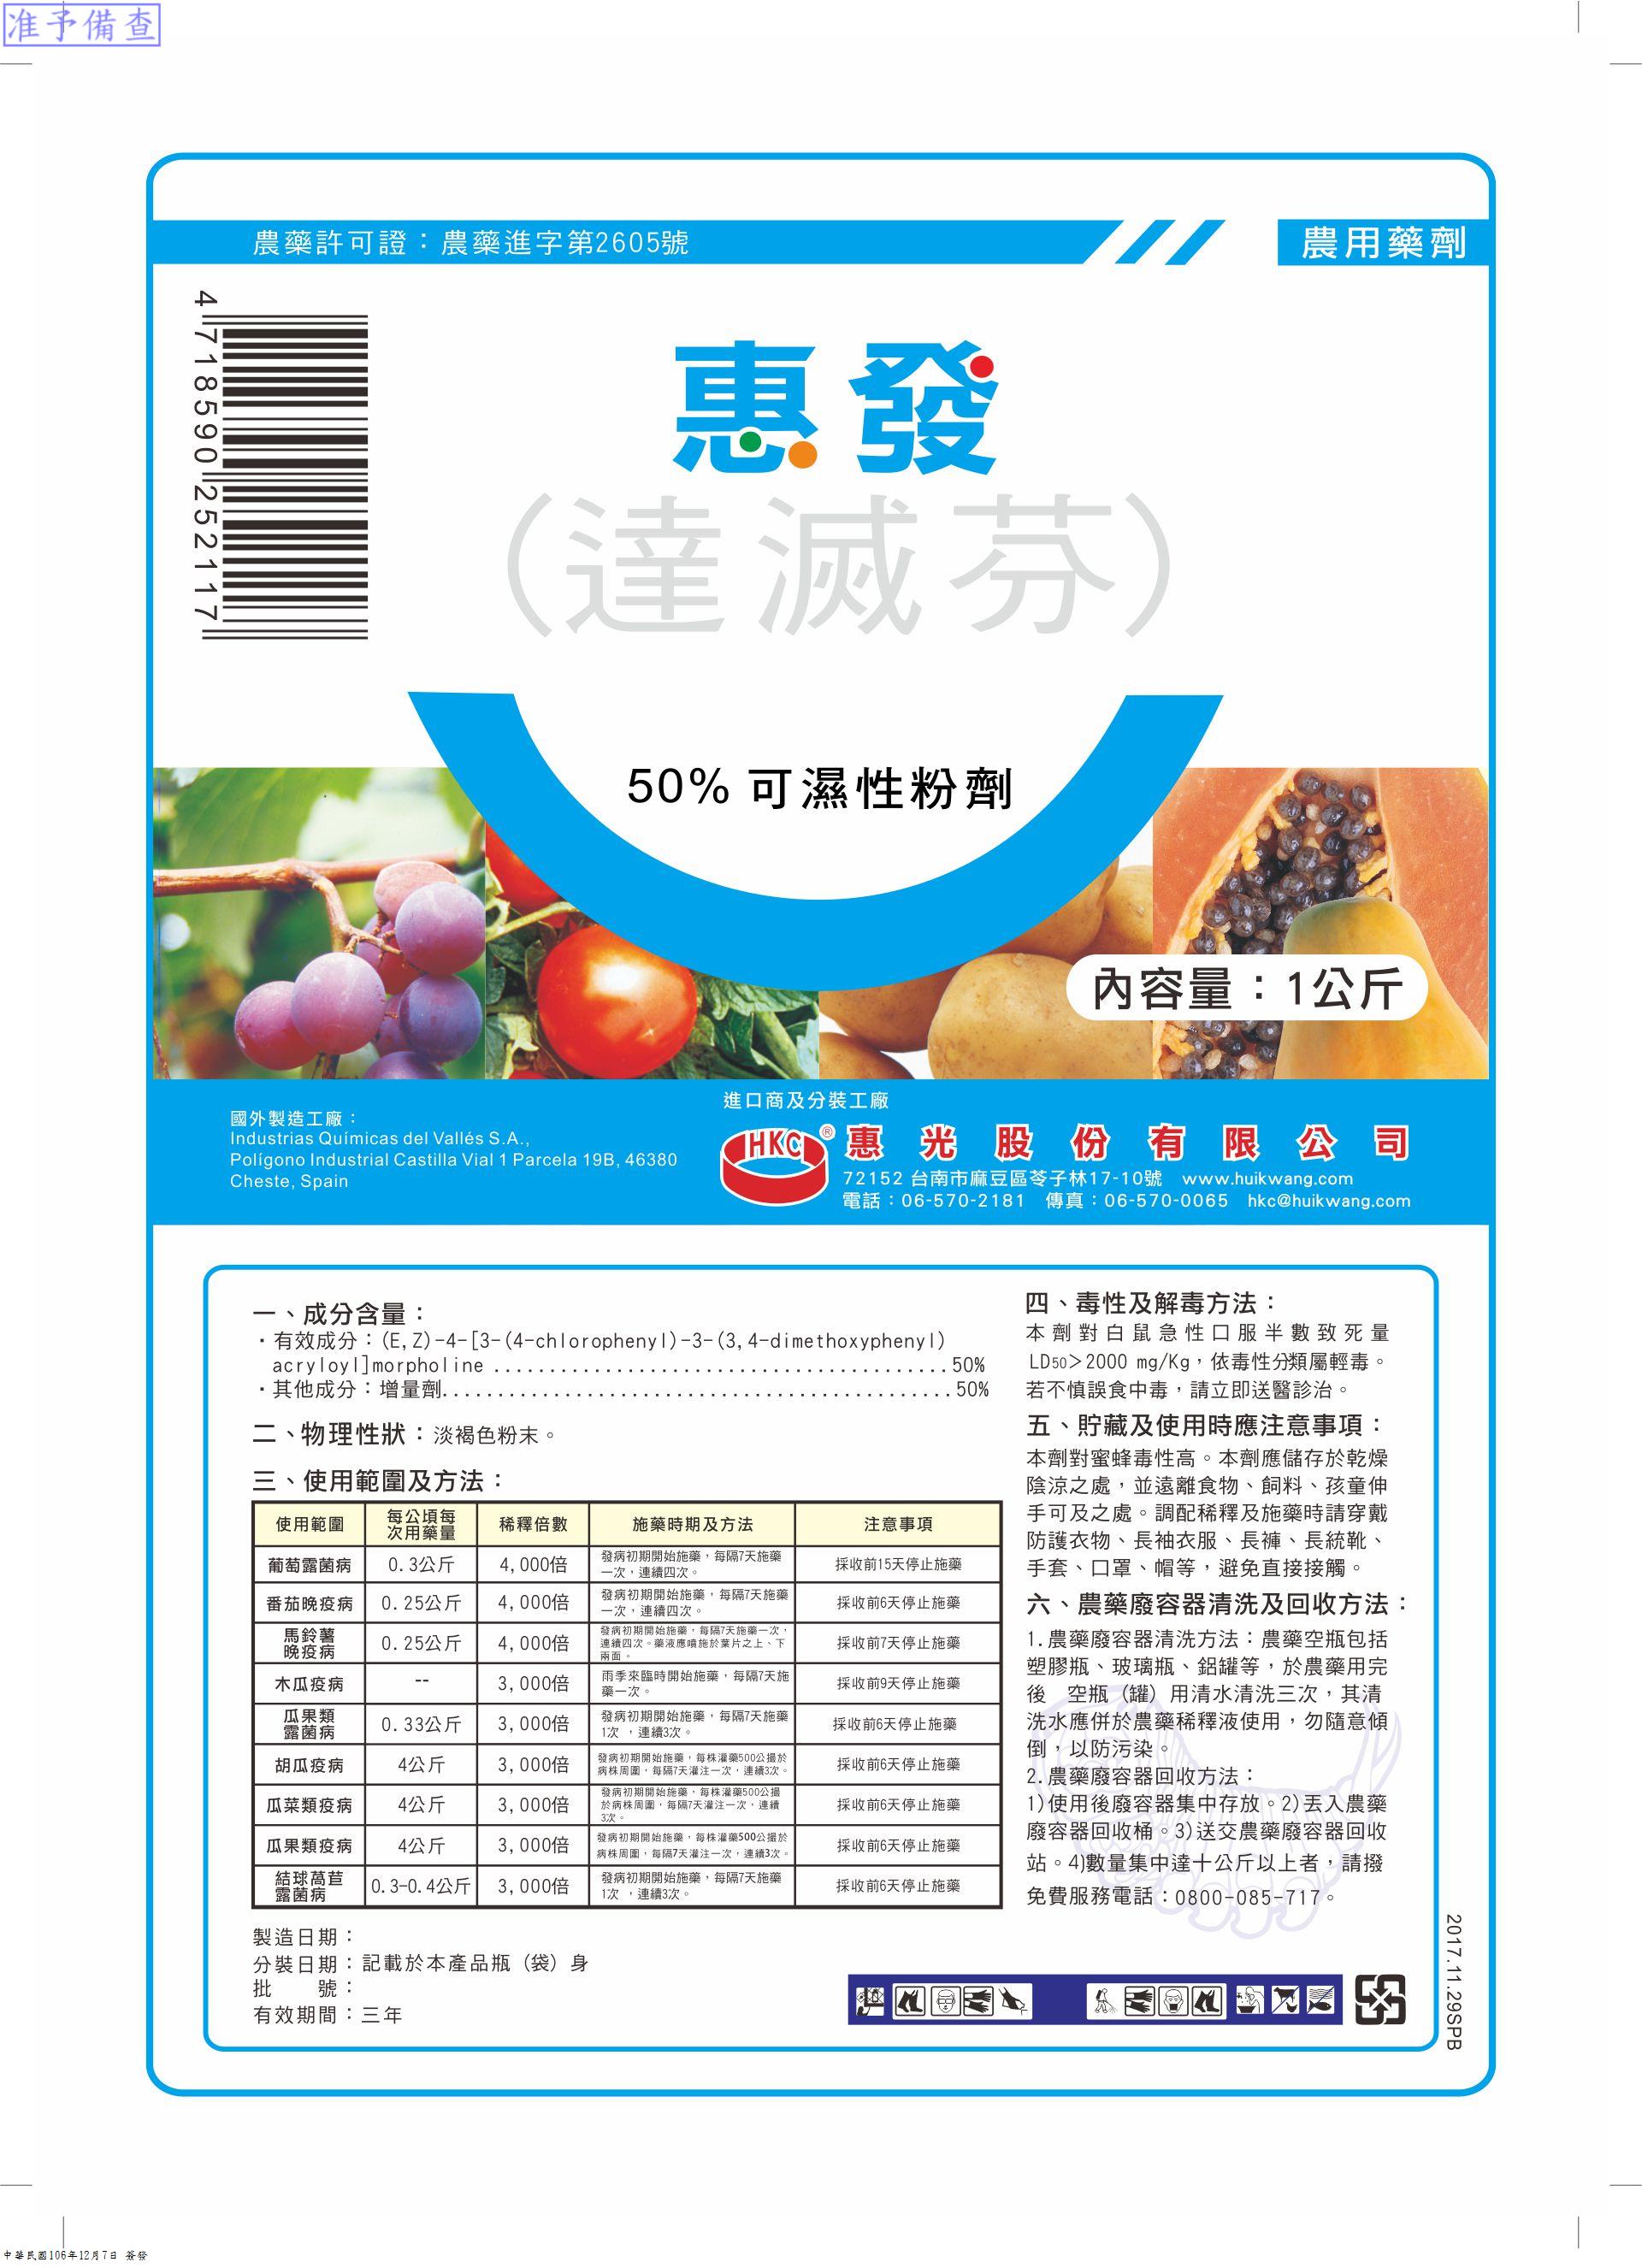 准予備查
農藥許可證：農藥進字第2605號
農用藥劑
4 718590 252117
惠發
（達滅芬）
50% 可濕性粉劑
內容量：1公斤
國外製造工廠：
Industrias Químicas del Vallés S.A.,
Polígono Industrial Castilla Vial 1 Parcela 19B, 46380
Cheste, Spain
進口商及分裝工廠
HKC® 惠光股份有限公司
72152 台南市麻豆區苓子林17-10號 www.huikwang.com
電話：06-570-2181 傳真：06-570-0065 hkc@huikwang.com
一、成分含量：
・有效成分：(E,Z)-4-[3-(4-chlorophenyl)-3-(3,4-dimethoxyphenyl)
acryloyl]morpholine ........................................ 50%
・其他成分：增量劑............................................. 50%
二、物理性狀：淡褐色粉末。
三、使用範圍及方法：
使用範圍 每公頃每次用藥量 稀釋倍數 施藥時期及方法 注意事項
葡萄露菌病 0.3公斤 4,000倍 發病初期開始施藥，每隔7天施藥一次，連續四次。 採收前15天停止施藥
番茄晚疫病 0.25公斤 4,000倍 發病初期開始施藥，每隔7天施藥一次，連續四次。 採收前6天停止施藥
馬鈴薯晚疫病 0.25公斤 4,000倍 發病初期開始施藥，每隔7天施藥一次，連續四次。藥液應噴施於葉片之上、下兩面。 採收前7天停止施藥
木瓜疫病 -- 3,000倍 雨季來臨時開始施藥，每隔7天施藥一次。 採收前9天停止施藥
瓜果類露菌病 0.33公斤 3,000倍 發病初期開始施藥，每隔7天施藥1次 ，連續3次。 採收前6天停止施藥
胡瓜疫病 4公斤 3,000倍 發病初期開始施藥，每株灌藥500公撮於病株周圍，每隔7天灌注一次，連續3次。 採收前6天停止施藥
瓜菜類疫病 4公斤 3,000倍 發病初期開始施藥，每株灌藥500公撮於病株周圍，每隔7天灌注一次，連續3次。 採收前6天停止施藥
瓜果類疫病 4公斤 3,000倍 發病初期開始施藥，每株灌藥500公撮於病株周圍，每隔7天灌注一次，連續3次。 採收前6天停止施藥
結球萵苣露菌病 0.3-0.4公斤 3,000倍 發病初期開始施藥，每隔7天施藥1次 ，連續3次。 採收前6天停止施藥
製造日期：
分裝日期：記載於本產品瓶（袋）身
批　　號：
有效期間：三年
四、毒性及解毒方法：
本劑對白鼠急性口服半數致死量
LD50＞2000 mg/Kg，依毒性分類屬輕毒。
若不慎誤食中毒，請立即送醫診治。
五、貯藏及使用時應注意事項：
本劑對蜜蜂毒性高。本劑應儲存於乾燥
陰涼之處，並遠離食物、飼料、孩童伸
手可及之處。調配稀釋及施藥時請穿戴
防護衣物、長袖衣服、長褲、長統靴、
手套、口罩、帽等，避免直接接觸。
六、農藥廢容器清洗及回收方法：
1.農藥廢容器清洗方法：農藥空瓶包括
塑膠瓶、玻璃瓶、鋁罐等，於農藥用完
後　空瓶（罐）用清水清洗三次，其清
洗水應併於農藥稀釋液使用，勿隨意傾
倒，以防污染。
2.農藥廢容器回收方法：
1)使用後廢容器集中存放。2)丟入農藥
廢容器回收桶。3)送交農藥廢容器回收
站。4)數量集中達十公斤以上者，請撥
免費服務電話：0800-085-717。
2017.11.29SPB
中華民國106年12月7日 簽發